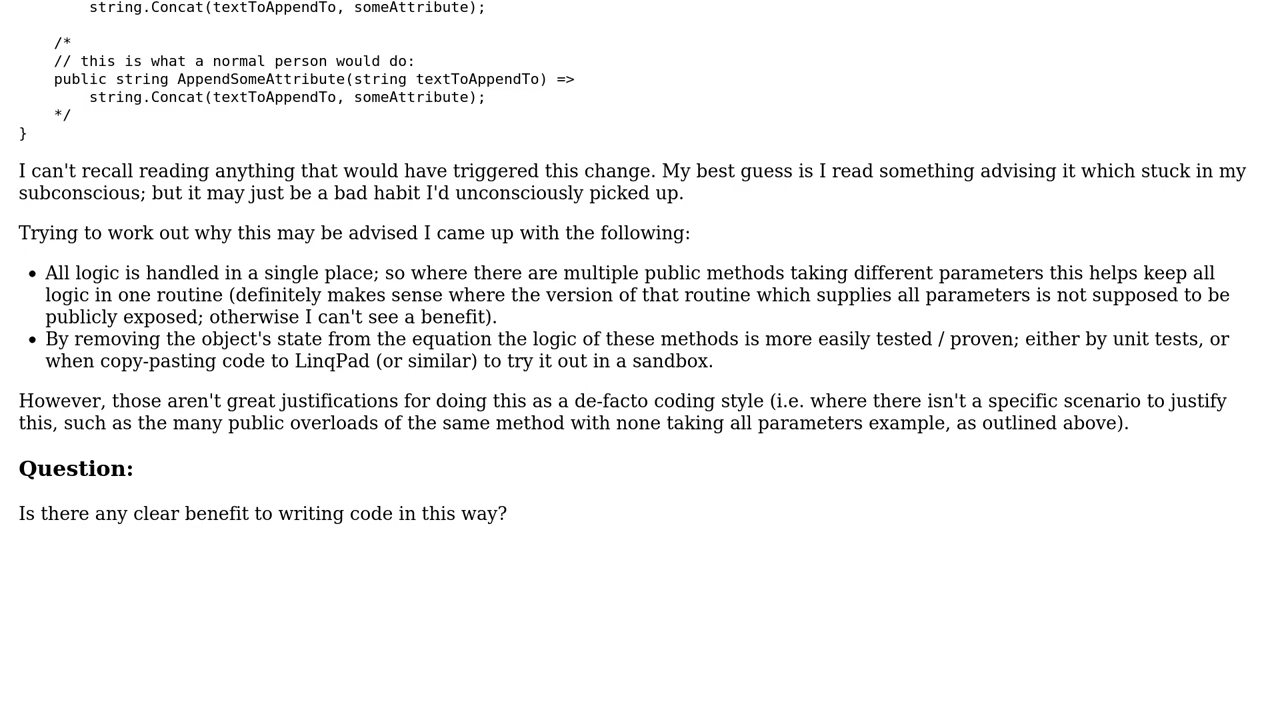 string.Concat(textToAppendTo, someAttribute);
    /*
    // this is what a normal person would do:
    public string AppendSomeAttribute(string textToAppendTo) =>
        string.Concat(textToAppendTo, someAttribute);
    */
}
I can't recall reading anything that would have triggered this change. My best guess is I read something advising it which stuck in my
subconscious; but it may just be a bad habit I'd unconsciously picked up.
Trying to work out why this may be advised I came up with the following:
• All logic is handled in a single place; so where there are multiple public methods taking different parameters this helps keep all
logic in one routine (definitely makes sense where the version of that routine which supplies all parameters is not supposed to be
publicly exposed; otherwise I can't see a benefit).
• By removing the object's state from the equation the logic of these methods is more easily tested / proven; either by unit tests, or
when copy-pasting code to LinqPad (or similar) to try it out in a sandbox.
However, those aren't great justifications for doing this as a de-facto coding style (i.e. where there isn't a specific scenario to justify
this, such as the many public overloads of the same method with none taking all parameters example, as outlined above).
Question:
Is there any clear benefit to writing code in this way?